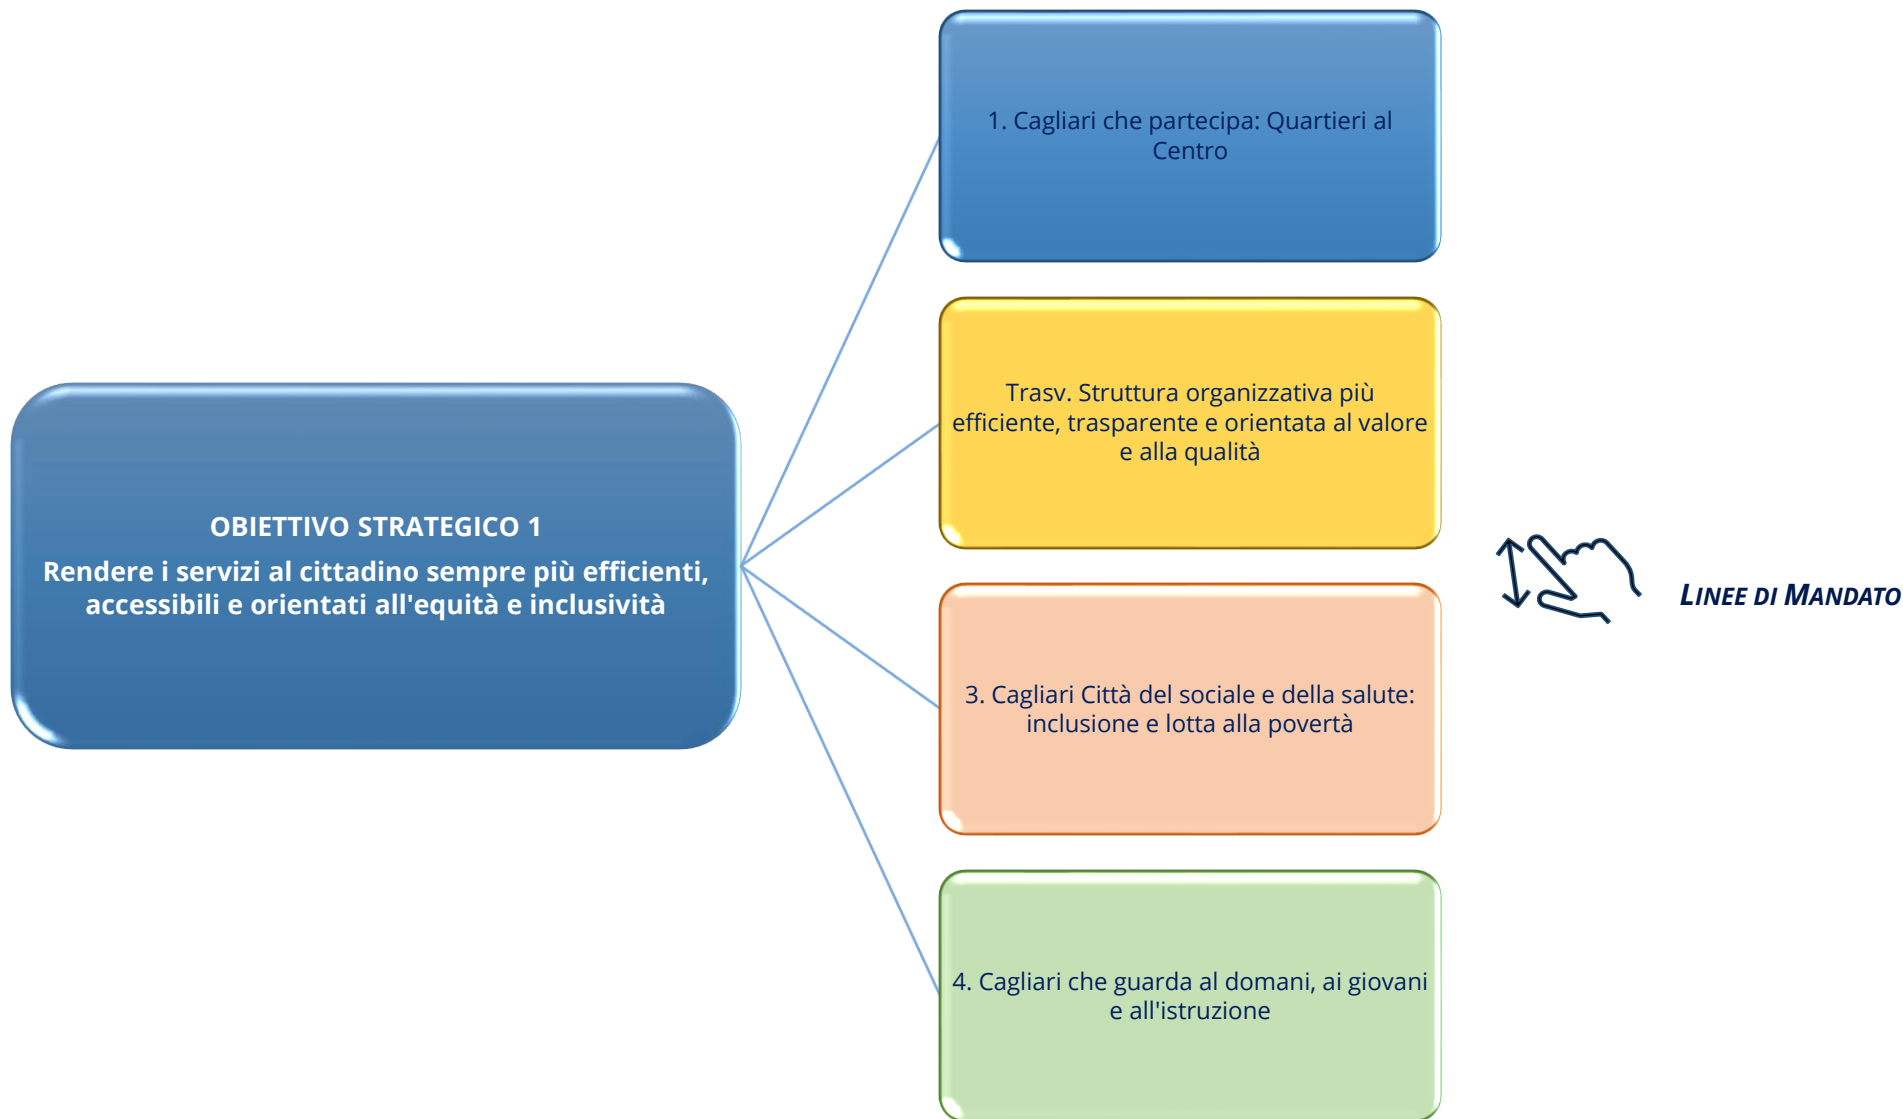 1. Cagliari che partecipa: Quartieri al
Centro
Trasv. Struttura organizzativa più
efficiente, trasparente e orientata al valore
e alla qualità
OBIETTIVO STRATEGICO 1
Rendere i servizi al cittadino sempre più efficienti,
accessibili e orientati all'equità e inclusività
LINEE DI MANDATO
3. Cagliari Città del sociale e della salute:
inclusione e lotta alla povertà
4. Cagliari che guarda al domani, ai giovani
e all'istruzione